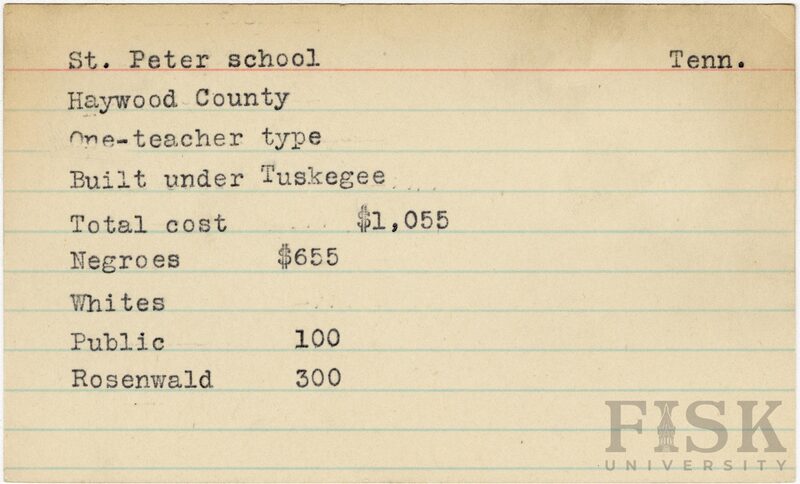 St. Peter school Tenn.
Haywood County
One-teacher type
Built under Tuskegee
Total cost $1,055
Negroes $655
Whites
Public 100
Rosenwald 300
FISK
UNIVERSITY